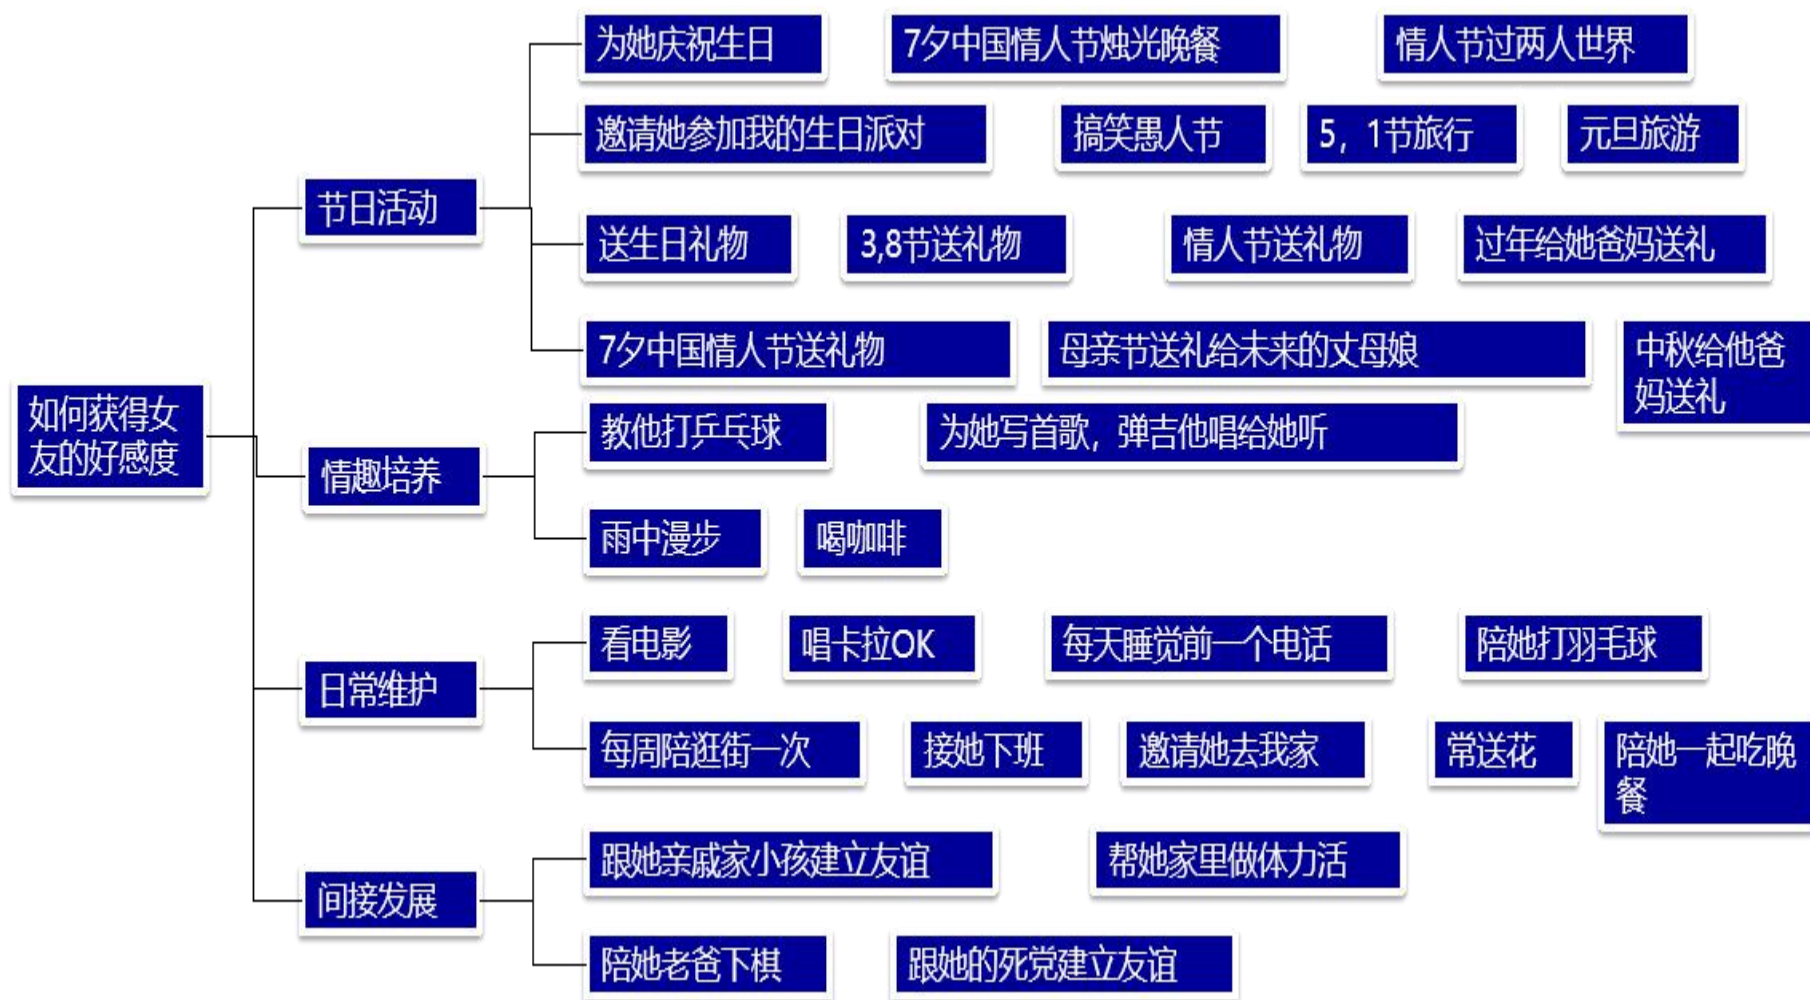 为她庆祝生日
7夕中国情人节烛光晚餐
情人节过两人世界
邀请她参加我的生日派对
搞笑愚人节
5，1节旅行
元旦旅游
节日活动
送生日礼物
3,8节送礼物
情人节送礼物
过年给她爸妈送礼
7夕中国情人节送礼物
母亲节送礼给未来的丈母娘
中秋给他爸
妈送礼
如何获得女
友的好感度
教他打乒乓球
为她写首歌，弹吉他唱给她听
情趣培养
雨中漫步
喝咖啡
看电影
唱卡拉OK
每天睡觉前一个电话
陪她打羽毛球
日常维护
每周陪逛街一次
接她下班
邀请她去我家
常送花
陪她一起吃晚
餐
跟她亲戚家小孩建立友谊
帮她家里做体力活
间接发展
陪她老爸下棋
跟她的死党建立友谊